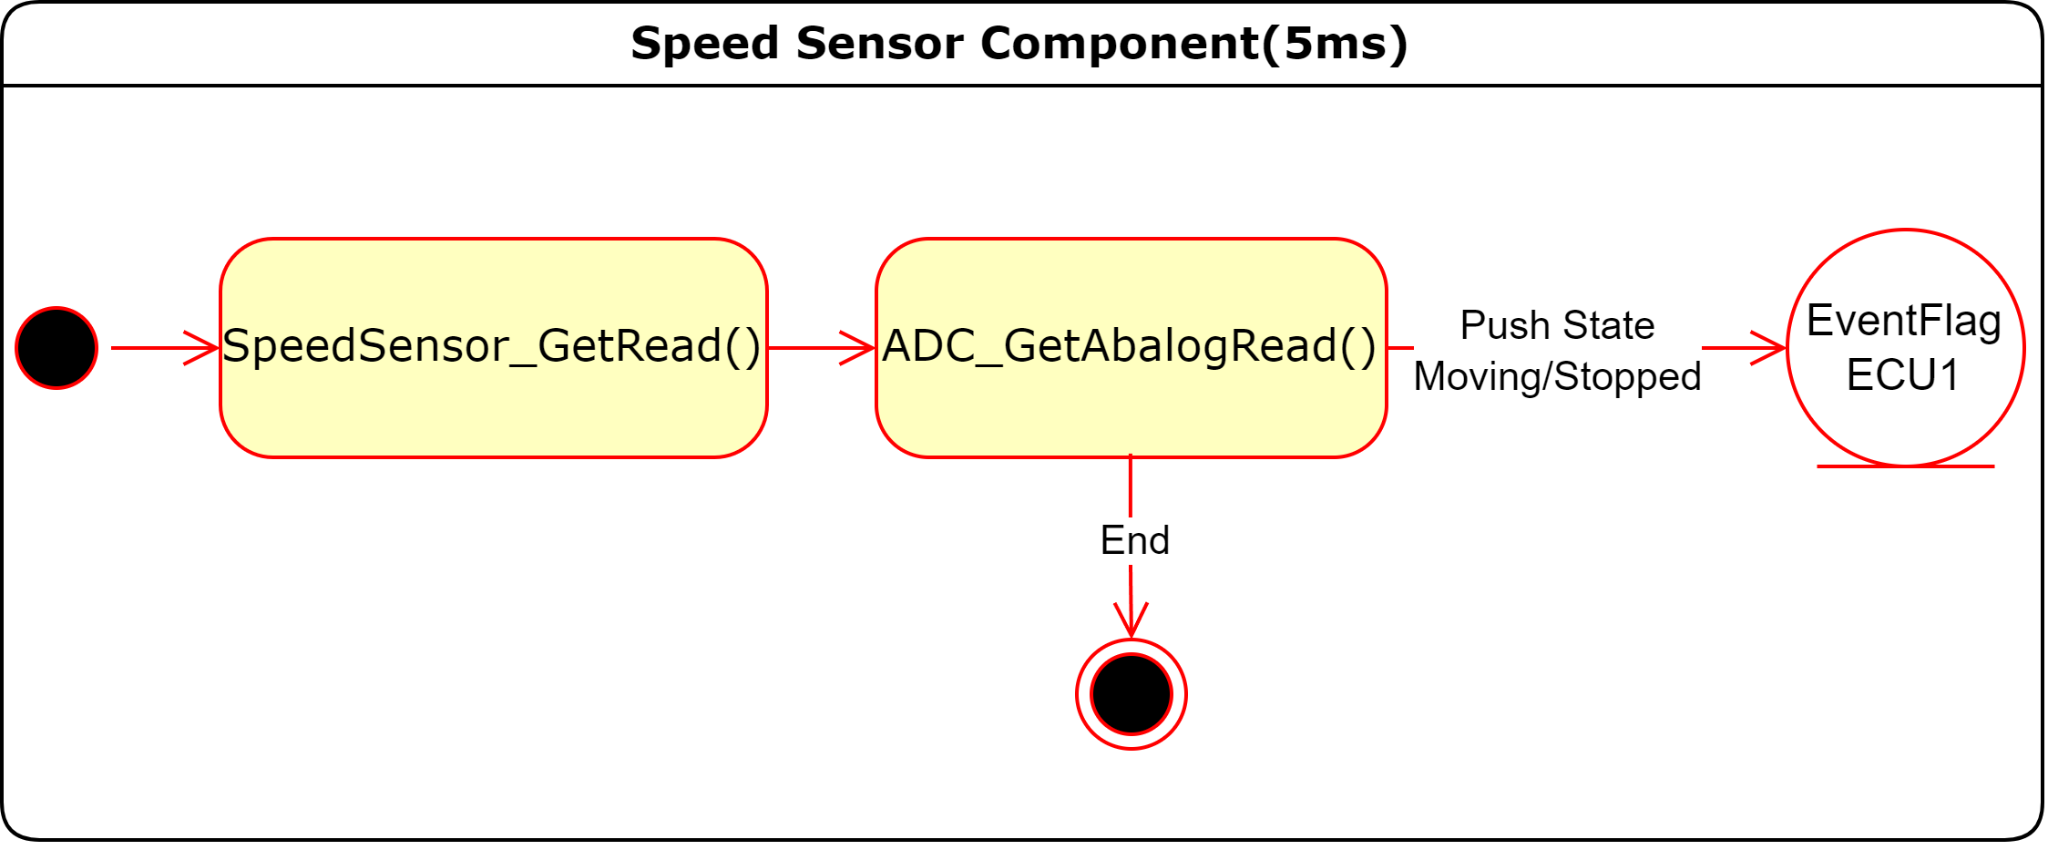 Speed Sensor Component(5ms)
SpeedSensor_GetRead()
ADC_GetAbalogRead()
Push State
Moving/Stopped
EventFlag
ECU1
End